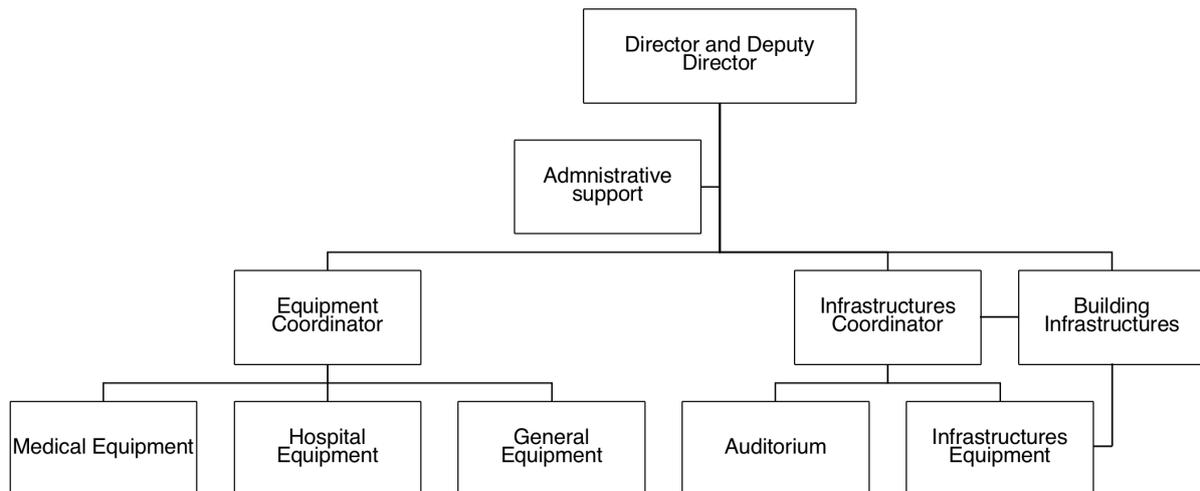 Director and Deputy
Director
Admnistrative
support
Equipment
Coordinator
Infrastructures
Coordinator
Building
Infrastructures
Medical Equipment
Hospital
Equipment
General
Equipment
Auditorium
Infrastructures
Equipment